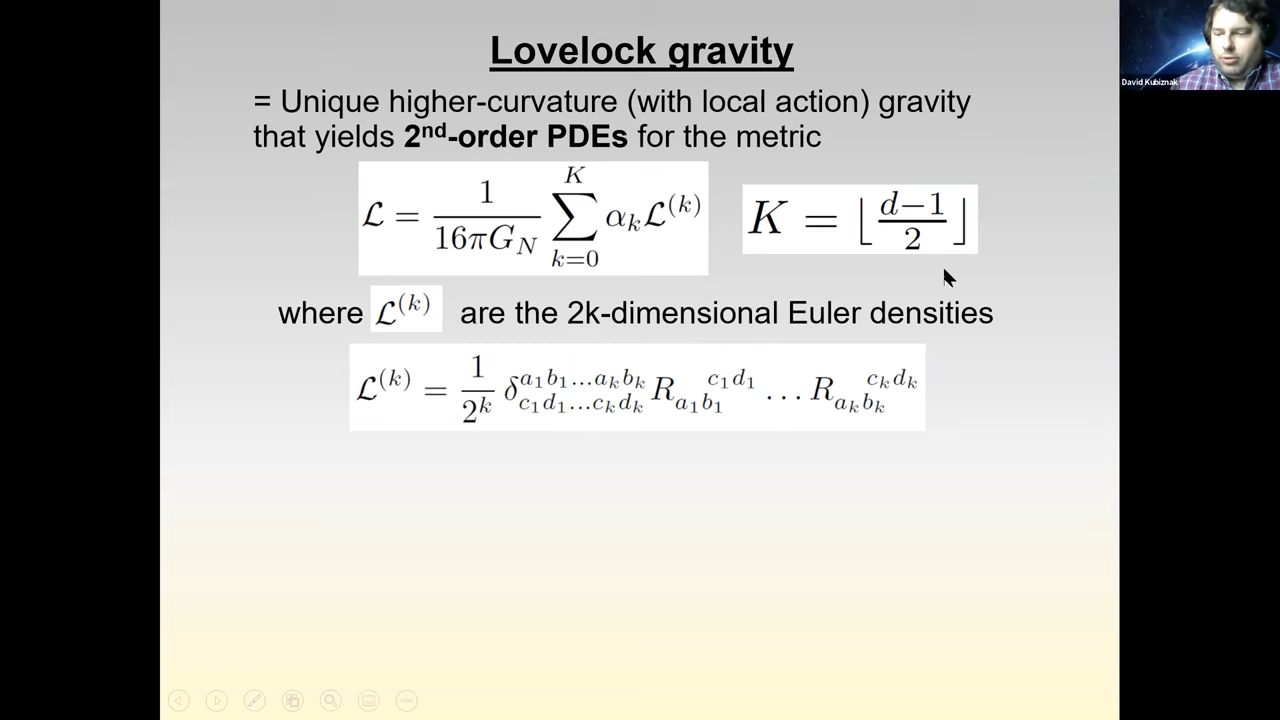 Lovelock gravity
= Unique higher-curvature (with local action) gravity
that yields 2nd-order PDEs for the metric
ℒ = 1/(16πG_N) ∑_{k=0}^{K} α_k ℒ^(k)
K = ⌊(d−1)/2⌋
where ℒ^(k) are the 2k-dimensional Euler densities
ℒ^(k) = 1/2^k δ^{a_1 b_1…a_k b_k}_{c_1 d_1…c_k d_k} R_{a_1 b_1}^{c_1 d_1} … R_{a_k b_k}^{c_k d_k}
David Kubiznak